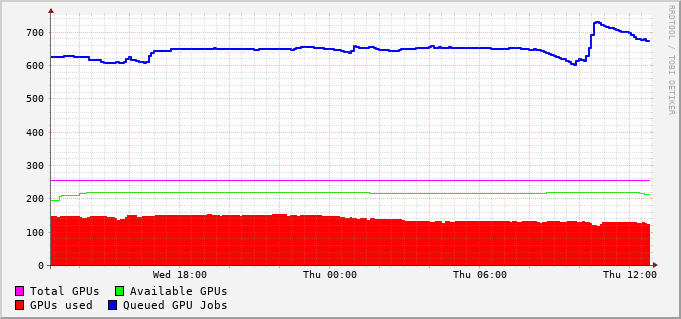 RRDTOOL / TOBI OETIKER
700
600
500
400
300
200
100
0
Wed 18:00 Thu 00:00 Thu 06:00 Thu 12:00
Total GPUs Available GPUs
GPUs used Queued GPU Jobs